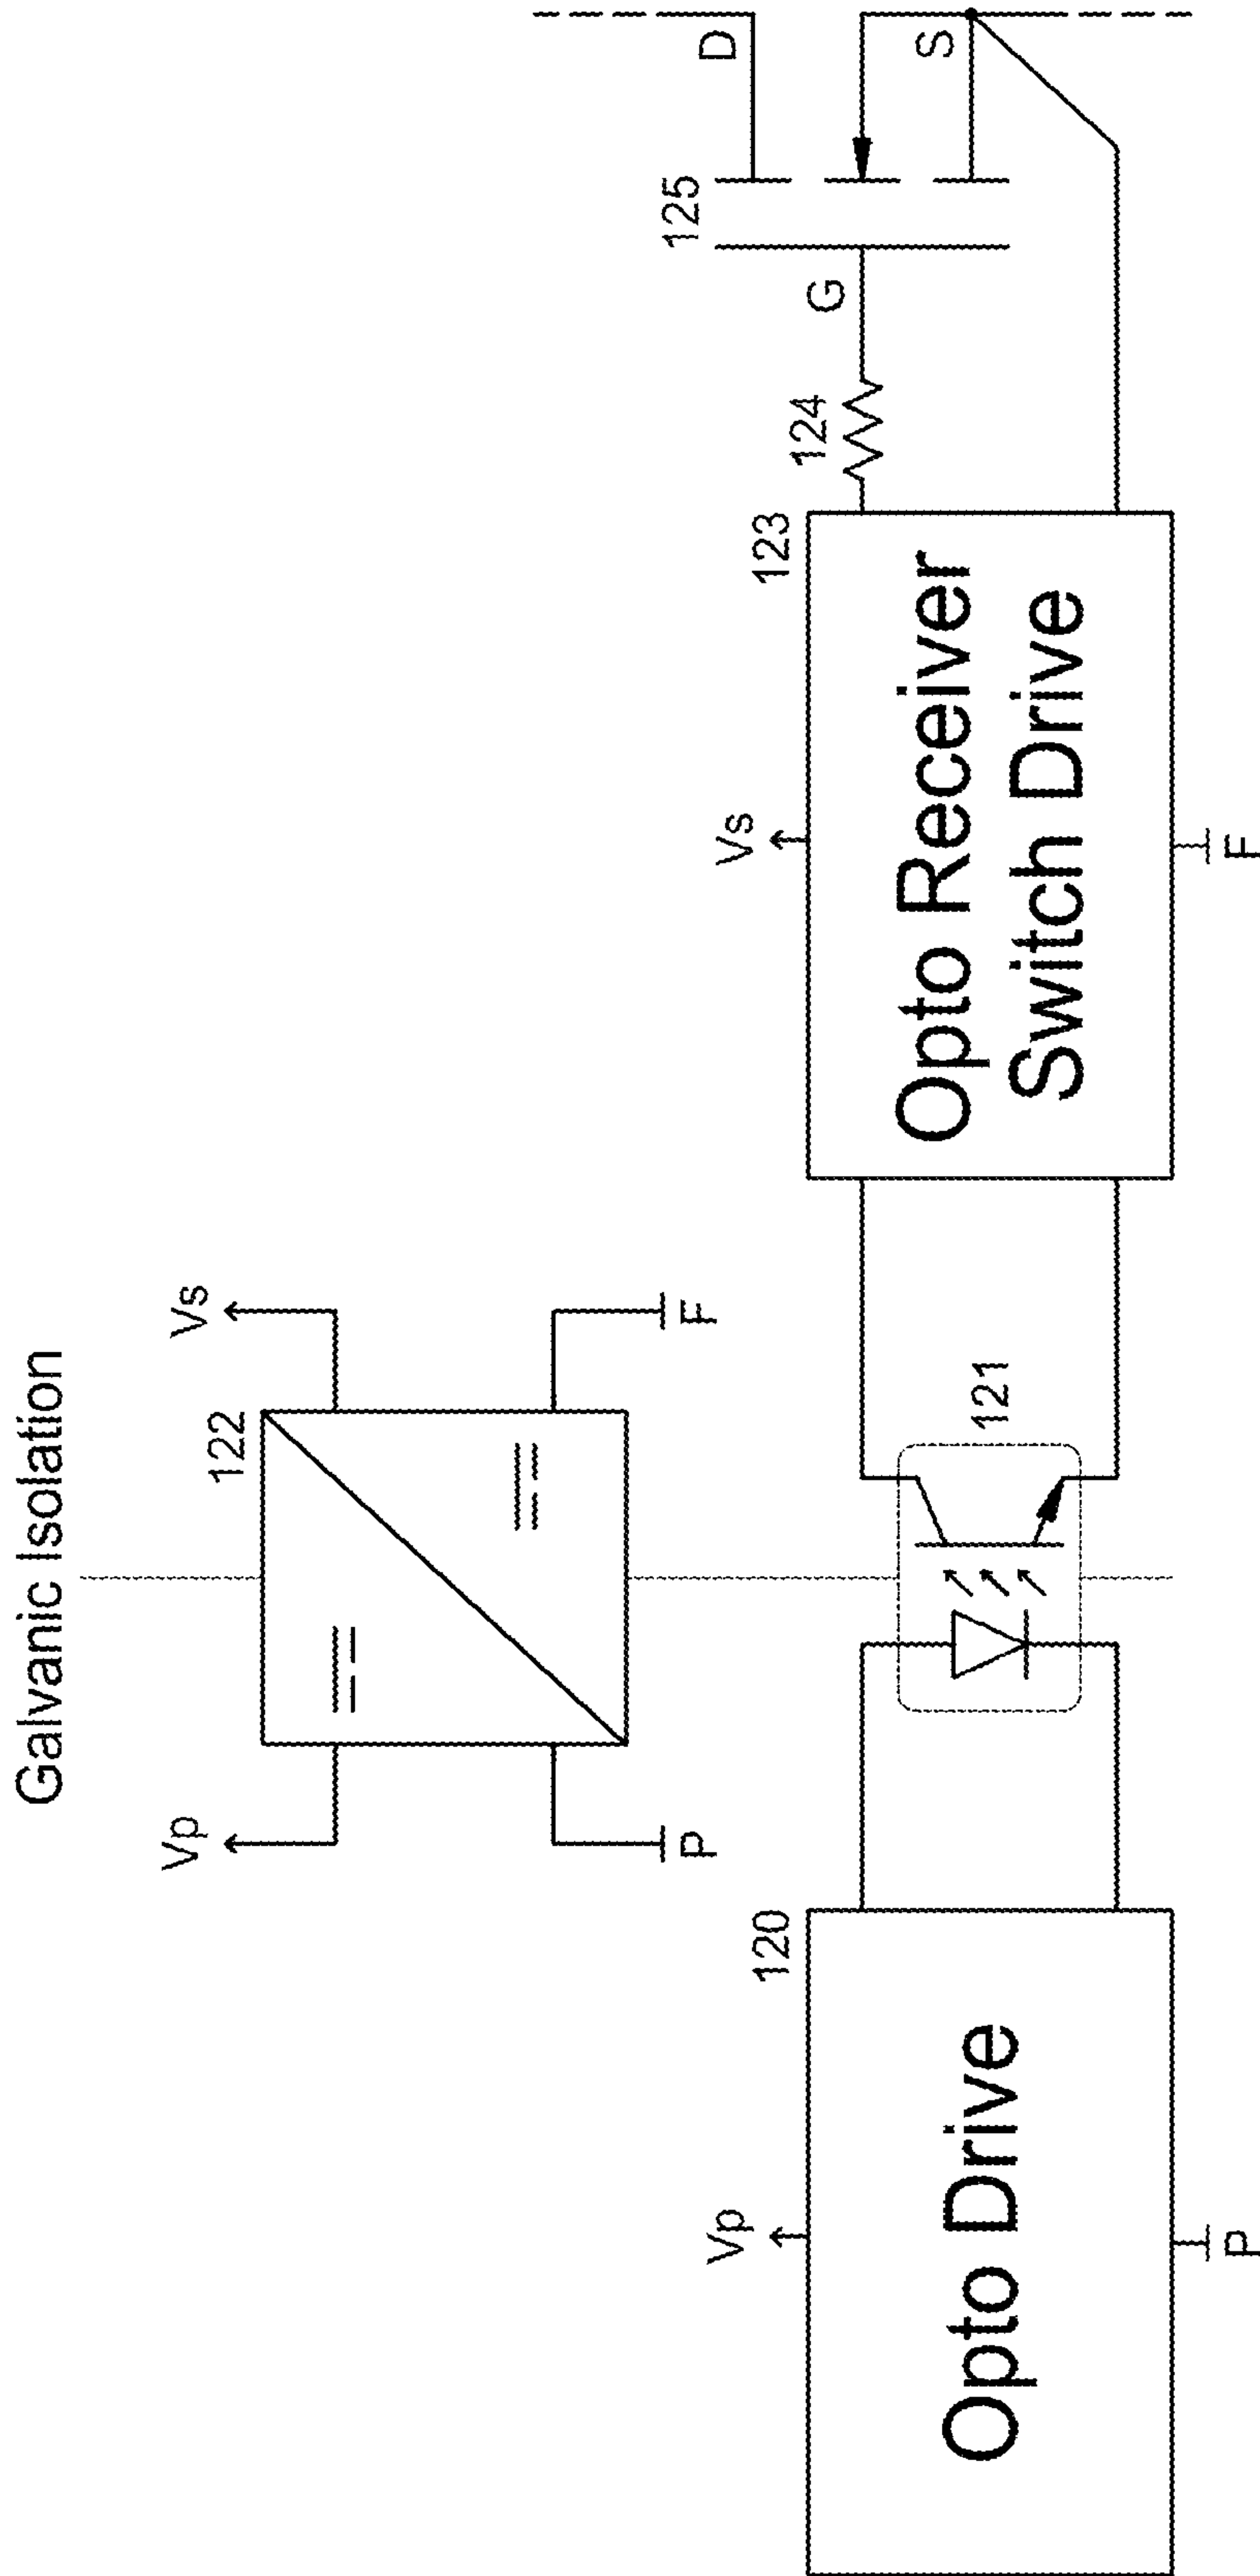 Galvanic Isolation
Vp
122
Vs
P
F
Vp
120
Opto Drive
P
121
Vs
123
Opto Receiver
Switch Drive
F
124
G
125
D
S